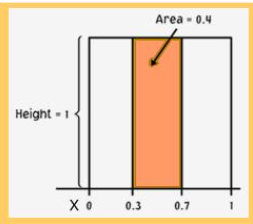 Area = 0.4
Height = 1
X 0 0.3 0.7 1